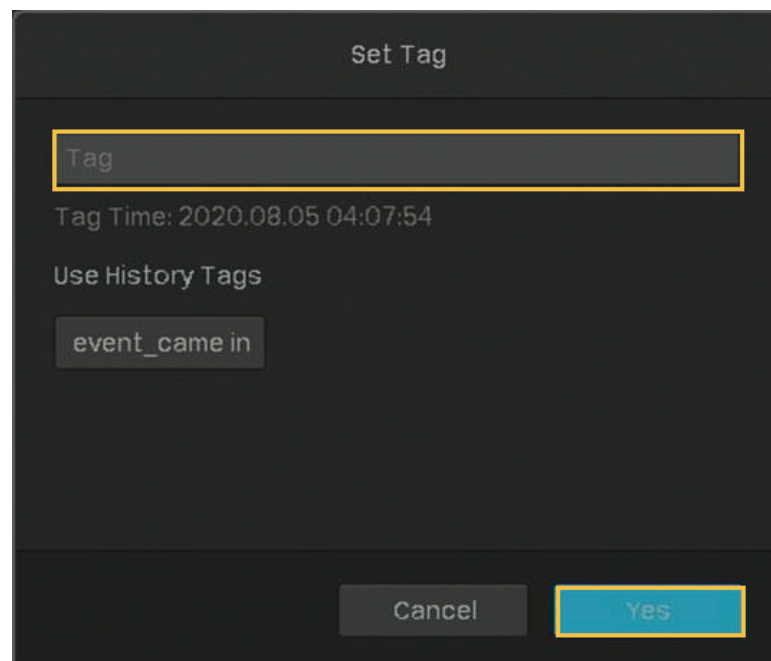 Set Tag
Tag
Tag Time: 2020.08.05 04:07:54
Use History Tags
event_came in
Cancel
Yes